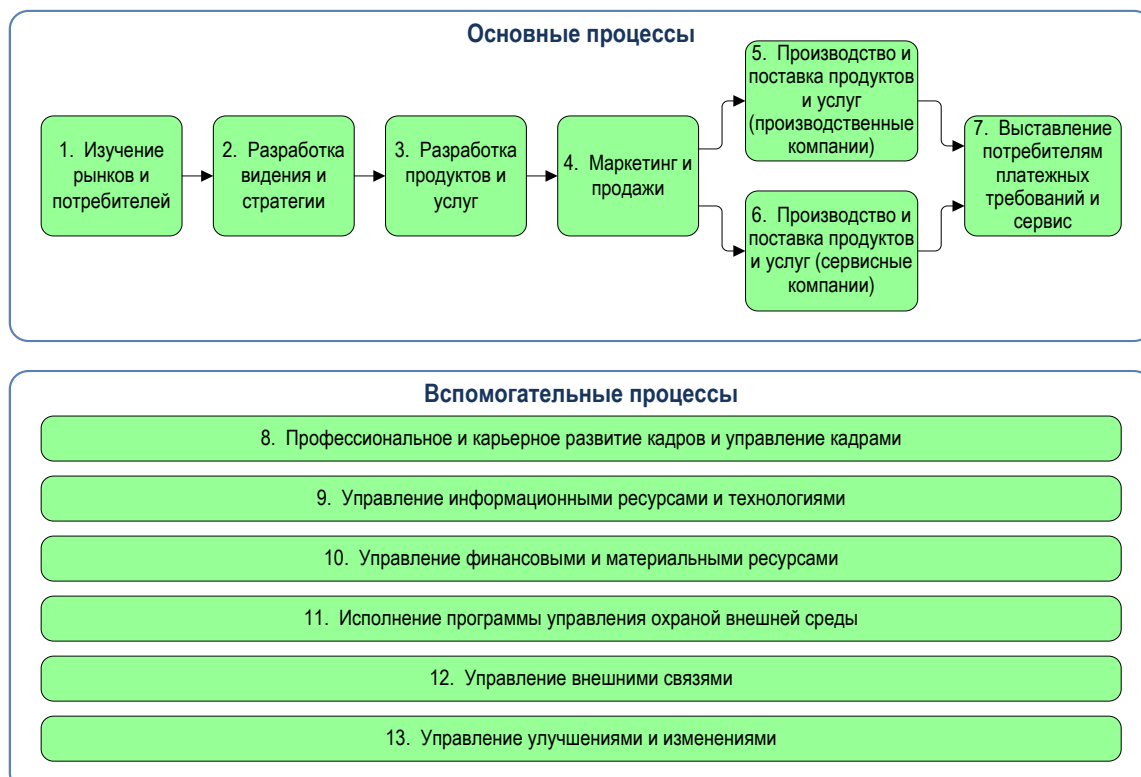 Основные процессы
1. Изучение
рынков и
потребителей
2. Разработка
видения и
стратегии
3. Разработка
продуктов и
услуг
4. Маркетинг и
продажи
5. Производство и
поставка продуктов
и услуг
(производственные
компании)
6. Производство и
поставка продуктов
и услуг (сервисные
компании)
7. Выставление
потребителям
платежных
требований и
сервис
Вспомогательные процессы
8. Профессиональное и карьерное развитие кадров и управление кадрами
9. Управление информационными ресурсами и технологиями
10. Управление финансовыми и материальными ресурсами
11. Исполнение программы управления охраной внешней среды
12. Управление внешними связями
13. Управление улучшениями и изменениями